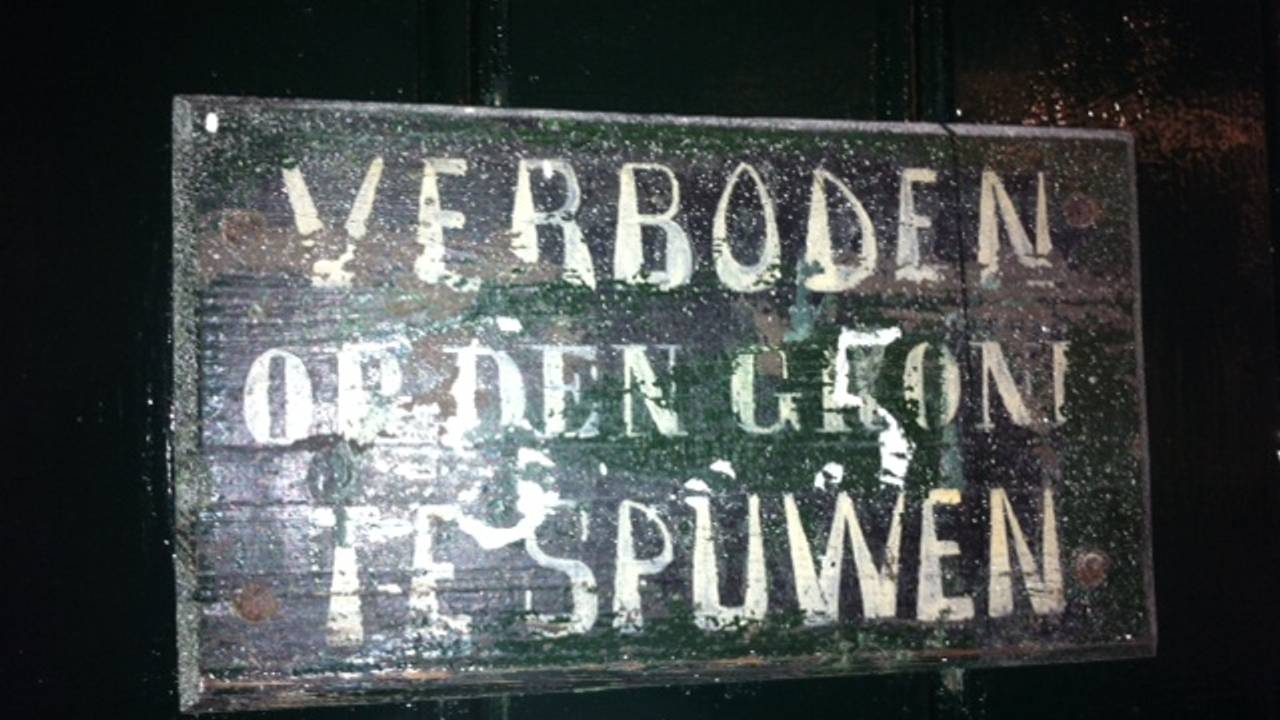 VERBODEN
OP DEN GROND
TE SPUWEN